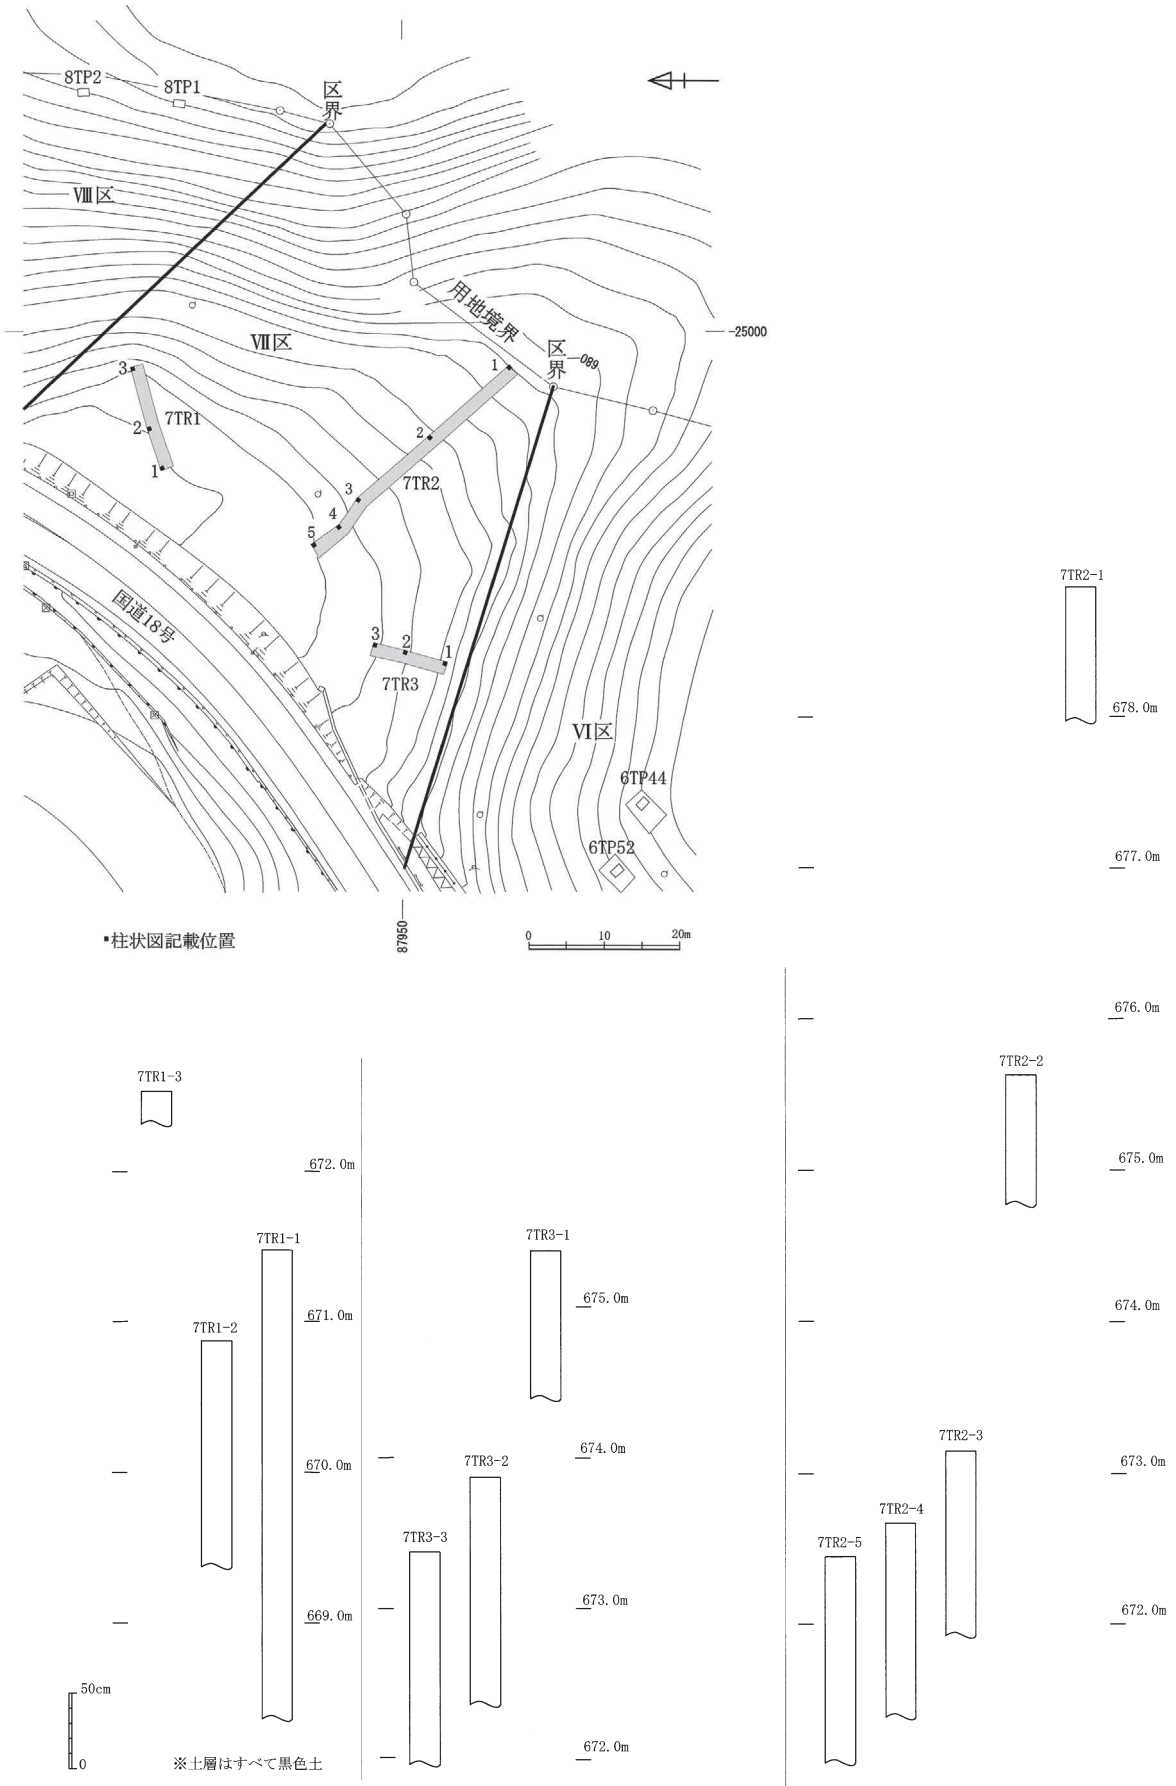 8TP2
8TP1
区界
Ⅷ区
用地境界
Ⅶ区
-25000
区界
089
1
3
7TR1
2
2
1
7TR2
3
4
5
国道18号
3
2
1
7TR3
7TR2-1
678.0m
Ⅵ区
6TP44
6TP52
677.0m
▪柱状図記載位置
87950
0 10 20m
676.0m
7TR1-3
7TR2-2
672.0m
675.0m
7TR1-1
7TR3-1
671.0m
675.0m
674.0m
7TR1-2
7TR2-3
674.0m
7TR3-2
670.0m
673.0m
7TR2-4
7TR3-3
7TR2-5
669.0m
673.0m
672.0m
50cm
0
※土層はすべて黒色土
672.0m